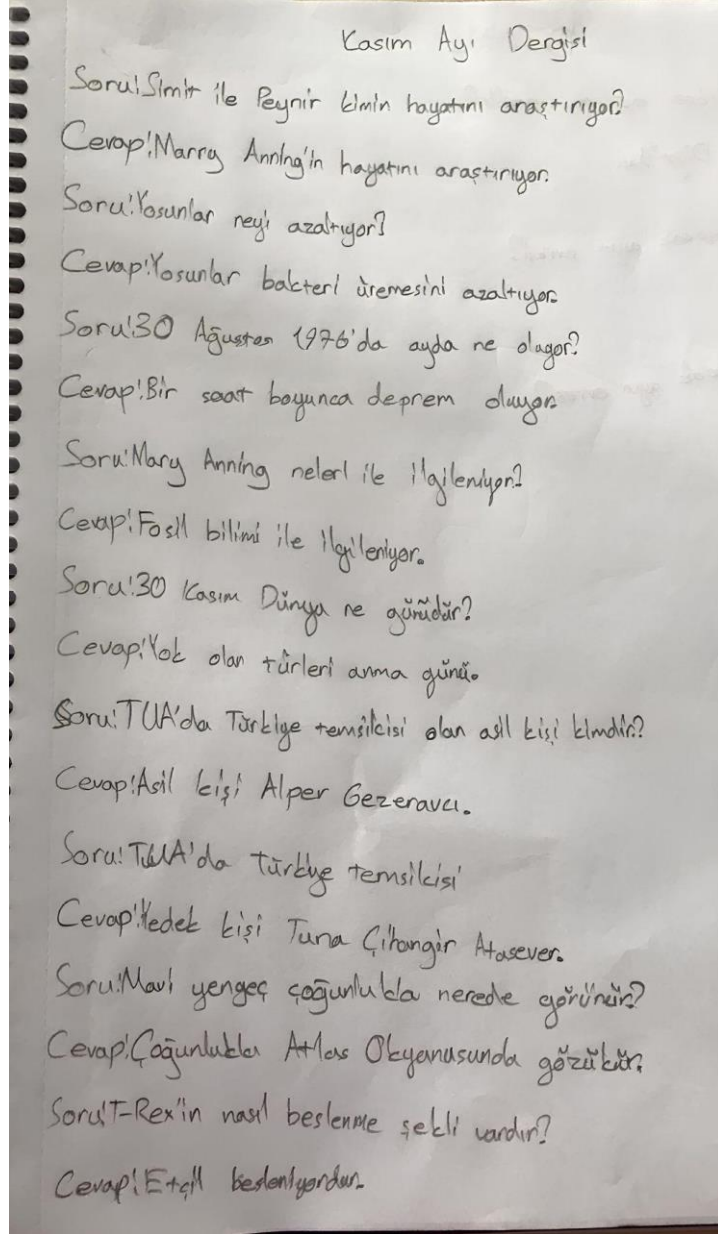 Kasım Ayı Dergisi
Soru:Simit ile Peynir kimin hayatını araştırıyor?
Cevap:Marry Anning'in hayatını araştırıyor.
Soru:Yosunlar neyi azaltıyor?
Cevap:Yosunlar bakteri üremesini azaltıyor.
Soru:30 Ağustos 1976'da ayda ne oluyor?
Cevap:Bir saat boyunca deprem oluyor.
Soru:Mary Anning neleri ile ilgileniyor?
Cevap:Fosil bilimi ile ilgileniyor.
Soru:30 Kasım Dünya ne günüdür?
Cevap:Yok olan türleri anma günü.
Soru:TUA'da Türkiye temsilcisi olan asil kişi kimdir?
Cevap:Asil kişi Alper Gezeravcı.
Soru:TUA'da Türkiye temsilcisi
Cevap:Yedek kişi Tuna Çihangir Atasever.
Soru:Mavi yengeç çoğunlukla nerede görünür?
Cevap:Çoğunlukla Atlas Okyanusunda gözükür.
Soru:T-Rex'in nasıl beslenme şekli vardır?
Cevap:Etçil besleniyordur.